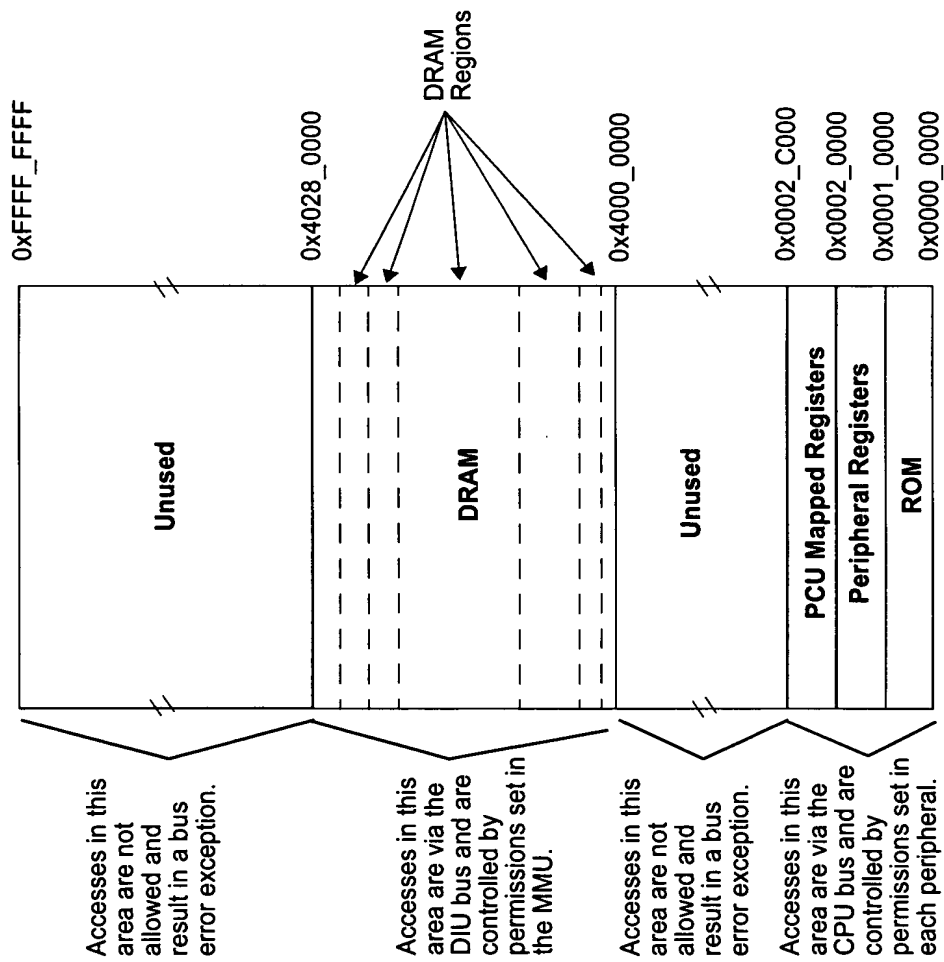 0xFFFF_FFFF
Accesses in this
area are not
allowed and
result in a bus
error exception.
Unused
0x4028_0000
DRAM
Regions
Accesses in this
area are via the
DIU bus and are
controlled by
permissions set in
the MMU.
DRAM
0x4000_0000
Accesses in this
area are not
allowed and
result in a bus
error exception.
Unused
0x0002_C000
Accesses in this
area are via the
CPU bus and are
controlled by
permissions set in
each peripheral.
PCU Mapped Registers
0x0002_0000
Peripheral Registers
0x0001_0000
ROM
0x0000_0000